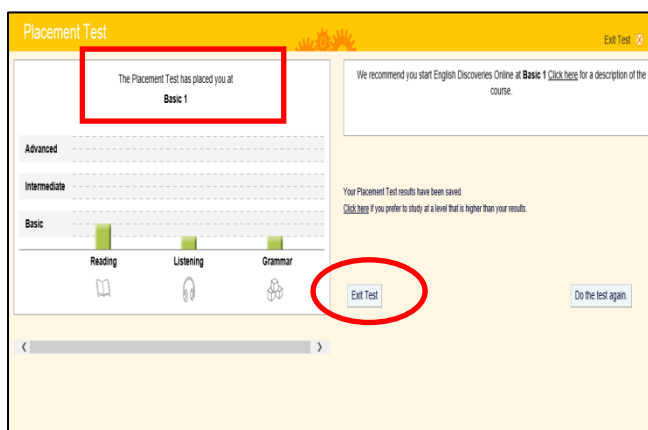 Placement Test
Exit Test
The Placement Test has placed you at
Basic 1
Advanced
Intermediate
Basic
Reading
Listening
Grammar
We recommend you start English Discoveries Online at Basic 1 Click here for a description of the
course.
Your Placement Test results have been saved.
Click here if you prefer to study at a level that is higher than your results.
Exit Test
Do the test again.